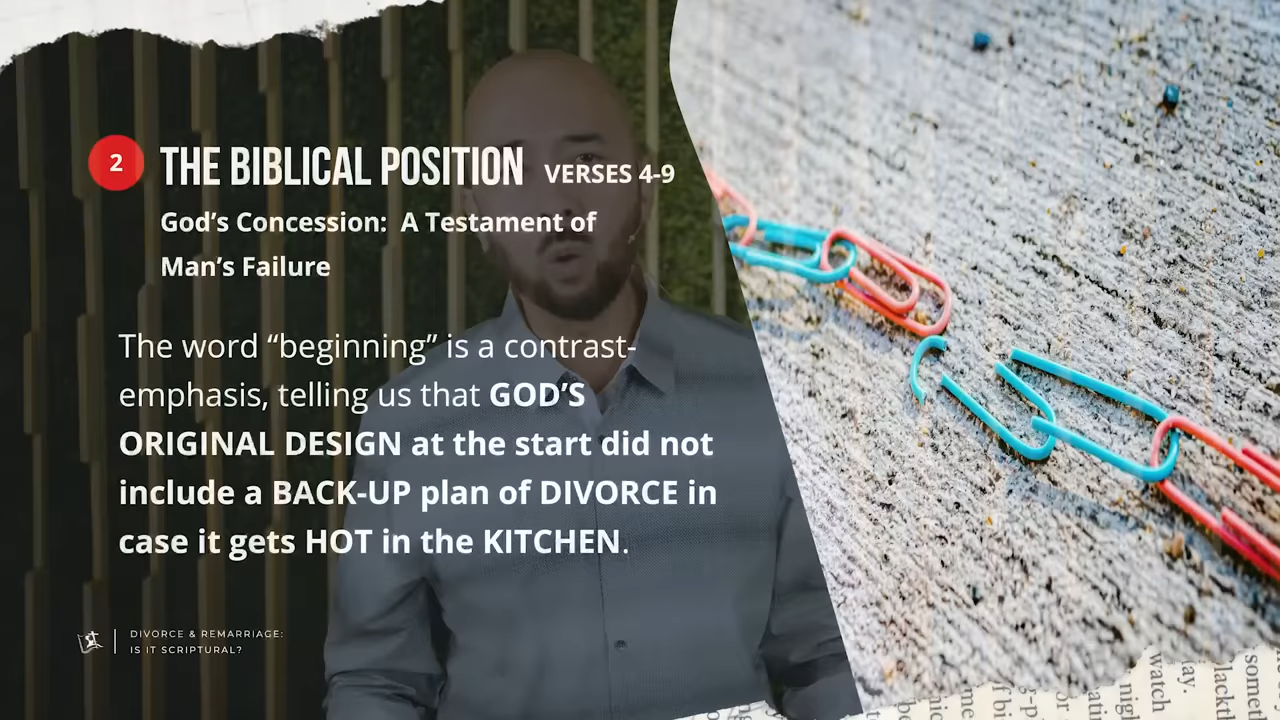 2
THE BIBLICAL POSITION VERSES 4-9
God’s Concession:  A Testament of
Man’s Failure
The word “beginning” is a contrast-
emphasis, telling us that GOD’S
ORIGINAL DESIGN at the start did not
include a BACK-UP plan of DIVORCE in
case it gets HOT in the KITCHEN.
DIVORCE & REMARRIAGE:
IS IT SCRIPTURAL?
watch
lay.